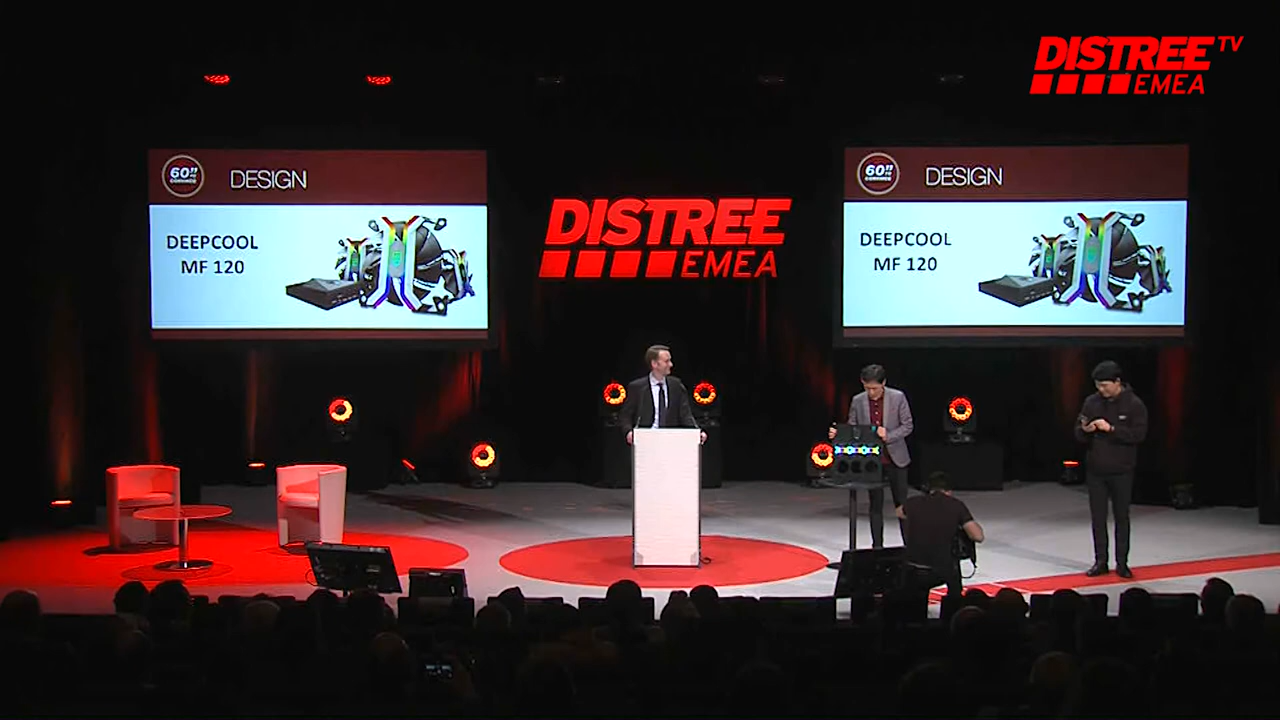 DISTREE TV
EMEA
60"
DESIGN
DEEPCOOL
MF 120
DISTREE
EMEA
60"
DESIGN
DEEPCOOL
MF 120